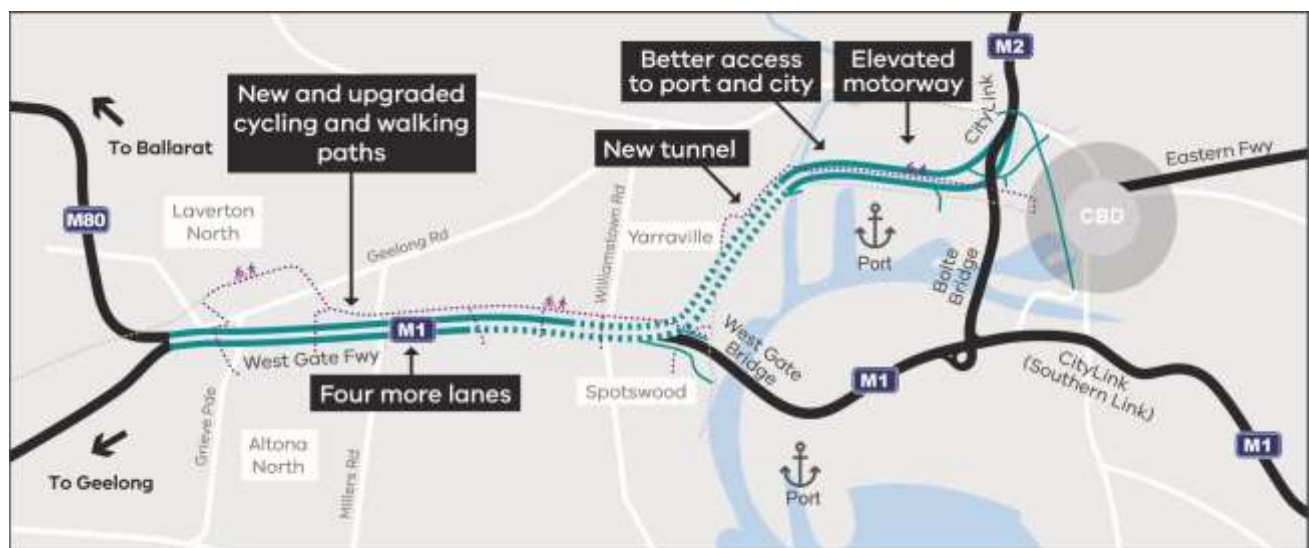 M2
Better access
to port and city
Elevated
motorway
CityLink
New and upgraded
cycling and walking
paths
To Ballarat
New tunnel
Eastern Fwy
M80
Laverton
North
CBD
Geelong Rd
Williamstown Rd
Yarraville
Port
Bolte
Bridge
M1
West Gate Fwy
West Gate
Bridge
Four more lanes
Spotswood
M1
CityLink
(Southern Link)
M1
Grieve Pde
Altona
North
Millers Rd
To Geelong
Port